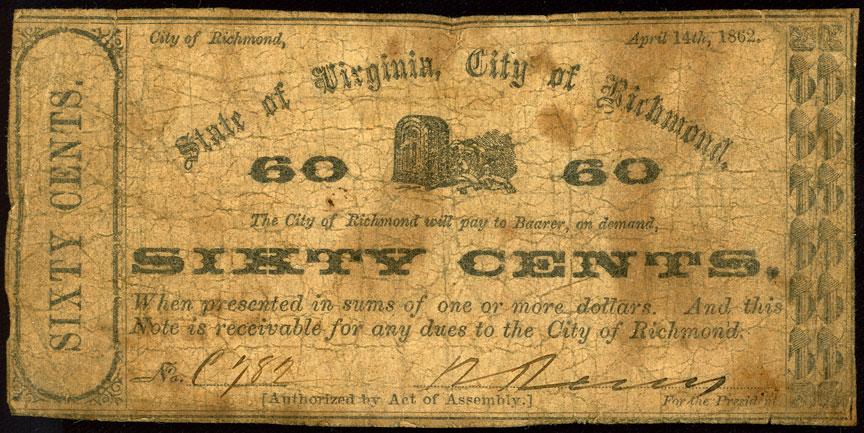 SIXTY CENTS.
City of Richmond, April 14th, 1862.
State of Virginia, City of Richmond.
60 60
The City of Richmond will pay to Baarer, on demand,
SIXTY CENTS.
When presented in sums of one or more dollars. And this
Note is receivable for any dues to the City of Richmond.
No.
[Authorized by Act of Assembly.] For the President